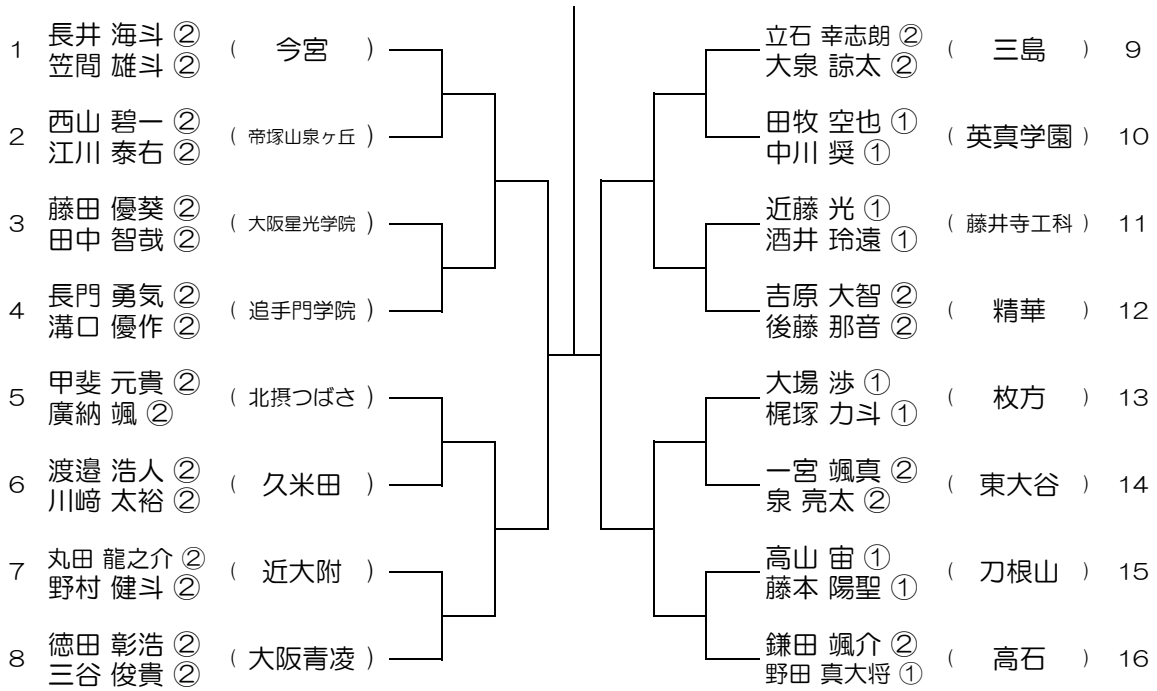 1 長井 海斗 ② ( 今宮 )
笠間 雄斗 ②
2 西山 碧一 ② ( 帝塚山泉ヶ丘 )
江川 泰右 ②
3 藤田 優葵 ② ( 大阪星光学院 )
田中 智哉 ②
4 長門 勇気 ② ( 追手門学院 )
溝口 優作 ②
5 甲斐 元貴 ② ( 北摂つばさ )
廣納 颯 ②
6 渡邉 浩人 ② ( 久米田 )
川﨑 太裕 ②
7 丸田 龍之介 ② ( 近大附 )
野村 健斗 ②
8 徳田 彰浩 ② ( 大阪青凌 )
三谷 俊貴 ②
立石 幸志朗 ② ( 三島 ) 9
大泉 諒太 ②
田牧 空也 ① ( 英真学園 ) 10
中川 奨 ①
近藤 光 ① ( 藤井寺工科 ) 11
酒井 玲遠 ①
吉原 大智 ② ( 精華 ) 12
後藤 那音 ②
大場 渉 ① ( 枚方 ) 13
梶塚 力斗 ①
一宮 颯真 ② ( 東大谷 ) 14
泉 亮太 ②
高山 宙 ① ( 刀根山 ) 15
藤本 陽聖 ①
鎌田 颯介 ② ( 高石 ) 16
野田 真大将 ①